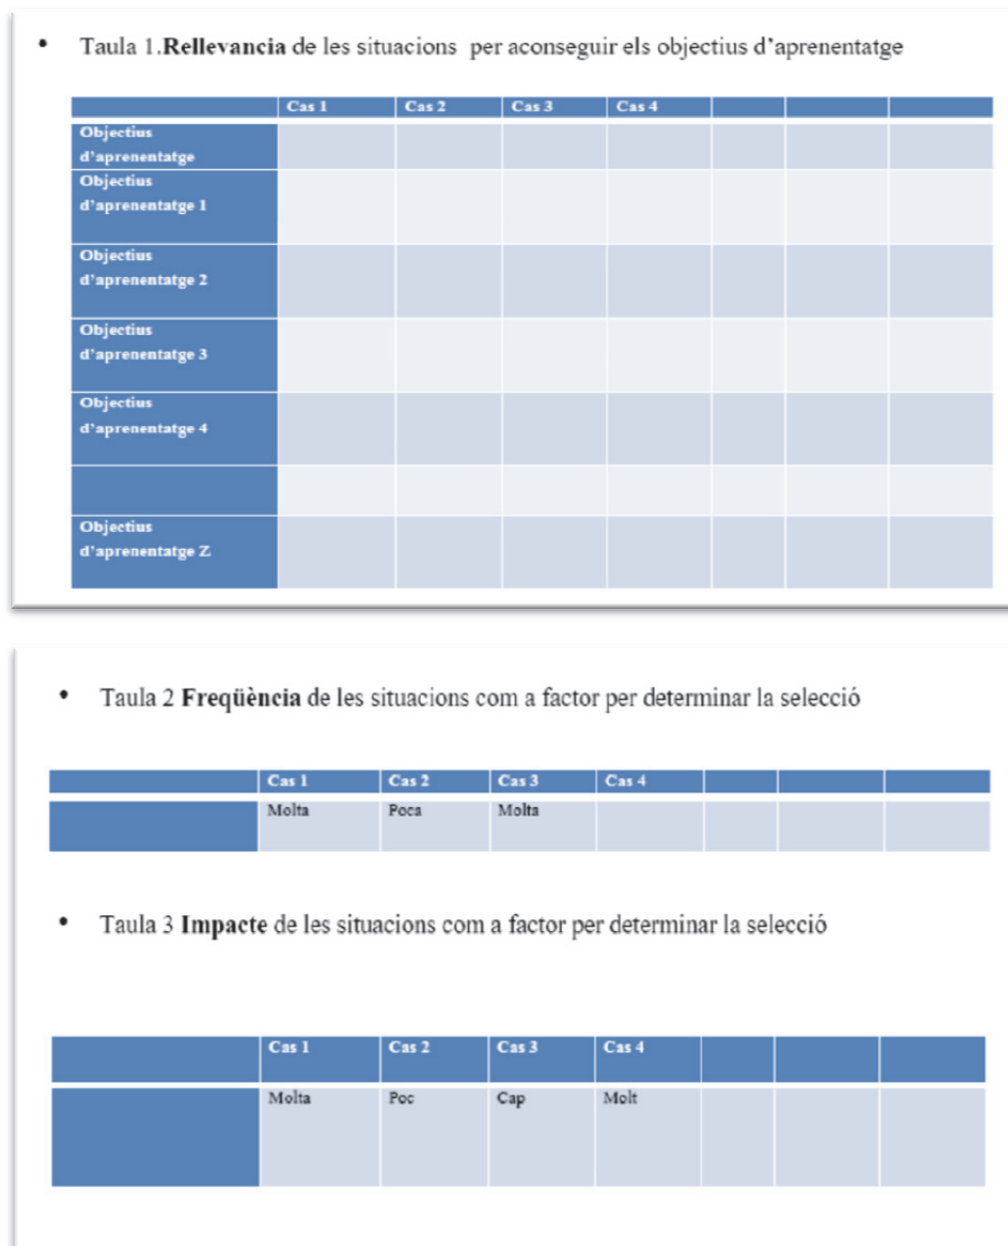 • Taula 1.Rellevancia de les situacions per aconseguir els objectius d'aprenentatge
Cas 1 Cas 2 Cas 3 Cas 4
Objectius
d'aprenentatge
Objectius
d'aprenentatge 1
Objectius
d'aprenentatge 2
Objectius
d'aprenentatge 3
Objectius
d'aprenentatge 4
Objectius
d'aprenentatge Z
• Taula 2 Freqüència de les situacions com a factor per determinar la selecció
Cas 1 Cas 2 Cas 3 Cas 4
Molta Poca Molta
• Taula 3 Impacte de les situacions com a factor per determinar la selecció
Cas 1 Cas 2 Cas 3 Cas 4
Molta Poc Cap Molt